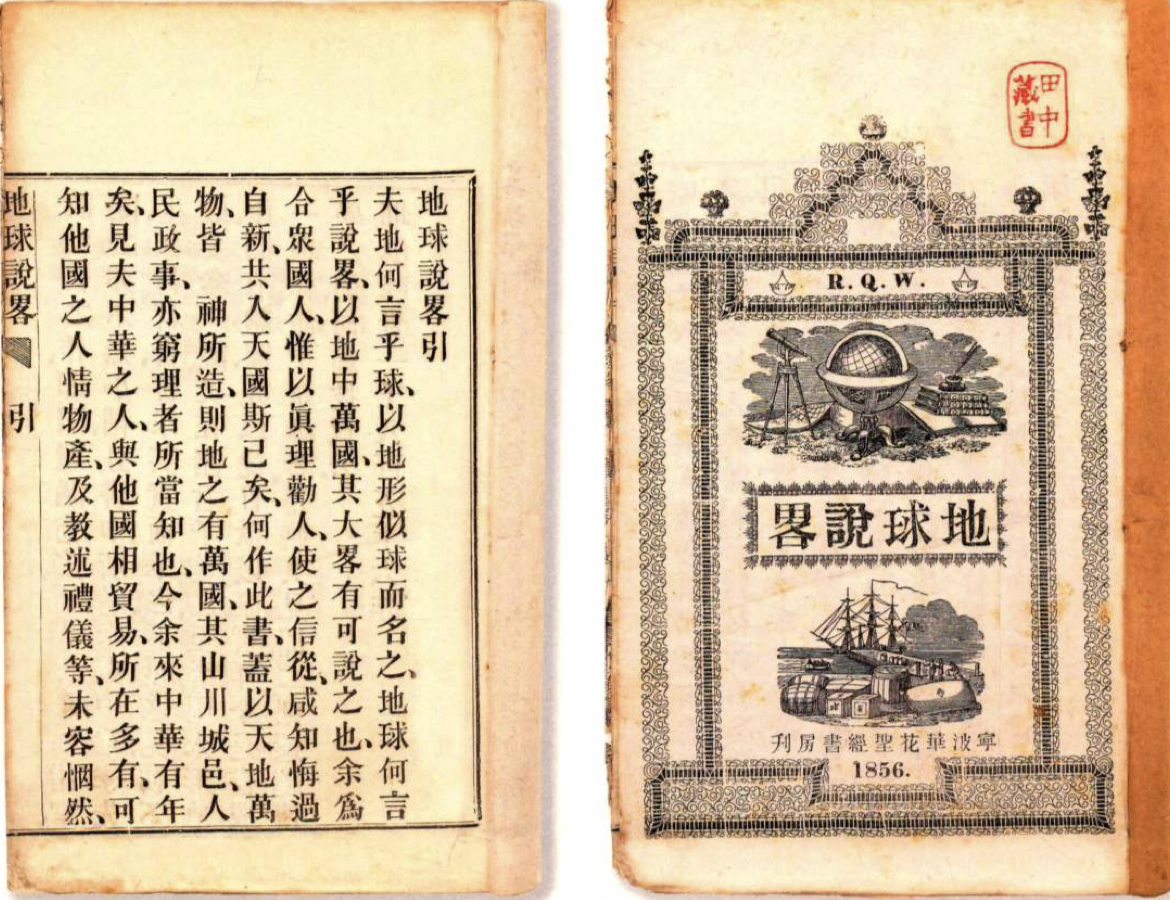 田中
藏書
R. Q. W.
地球說畧
寧波華花聖經書房刊
1856.
地球說畧引
夫地何言乎球、以地形似球而名之、地球何言
乎說畧、以地中萬國、其大畧有可說之也、余爲
合衆國人、惟以眞理勸人、使之信從、咸知悔過
自新、共入天國斯己矣、何作此書、蓋以天地萬
物、皆　神所造、則地之有萬國、其山川城邑、人
民政事、亦窮理者所當知也、今余來中華有年
矣、見夫中華之人、與他國相貿易、所在多有、可
知他國之人情物產、及教述禮儀等、未容惘然、
地球說畧　引